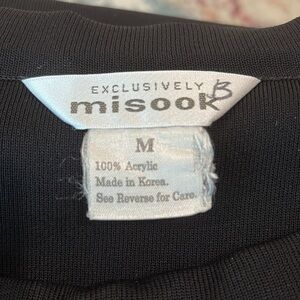 EXCLUSIVELY
misook B
M
100% Acrylic
Made in Korea.
See Reverse for Care.